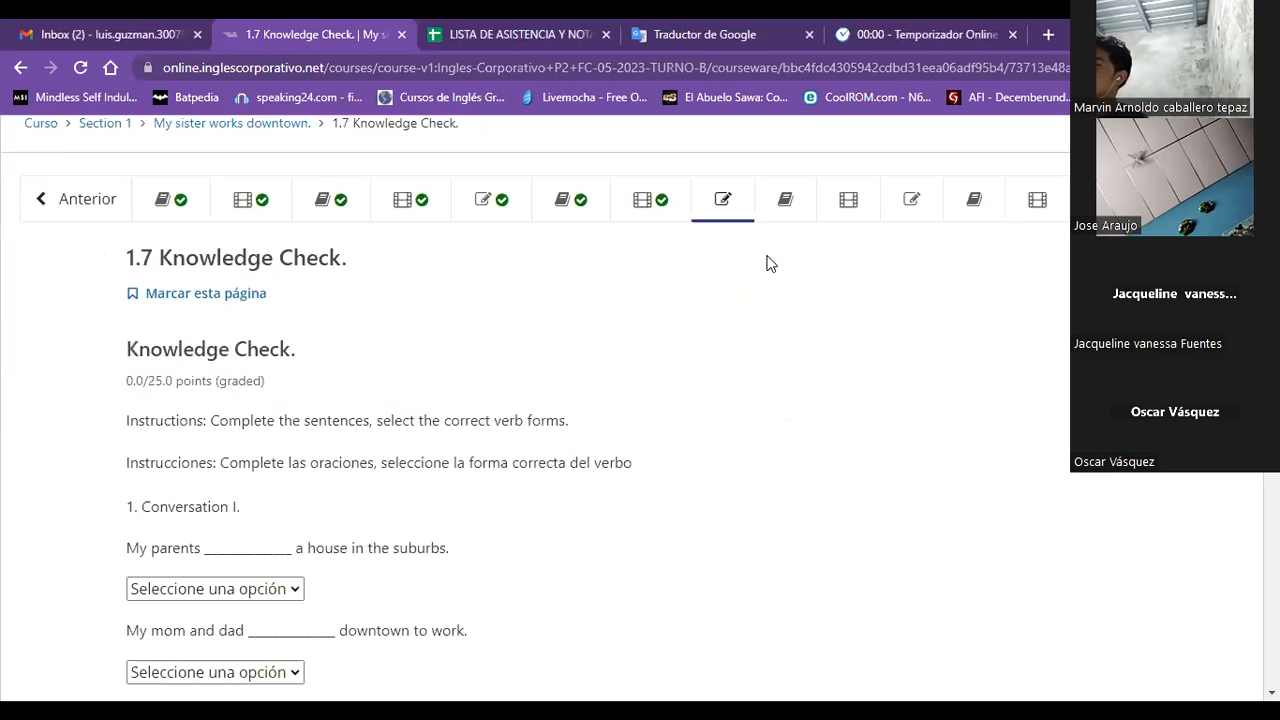 Inbox (2) - luis.guzman.3007
1.7 Knowledge Check. | My s
LISTA DE ASISTENCIA Y NOTA
Traductor de Google
00:00 - Temporizador Online
online.inglescorporativo.net/courses/course-v1:Ingles-Corporativo+P2+FC-05-2023-TURNO-B/courseware/bbc4fdc4305942cdbd31eea06adf95b4/73713e48a
Mindless Self Indul...
Batpedia
speaking24.com - fi...
Cursos de Inglés Gr...
Livemocha - Free O...
El Abuelo Sawa: Co...
CoolROM.com - N6...
AFI - Decemberund...
Curso > Section 1 > My sister works downtown. > 1.7 Knowledge Check.
Anterior
1.7 Knowledge Check.
Marcar esta página
Knowledge Check.
0.0/25.0 points (graded)
Instructions: Complete the sentences, select the correct verb forms.
Instrucciones: Complete las oraciones, seleccione la forma correcta del verbo
1. Conversation I.
My parents ______________ a house in the suburbs.
Seleccione una opción
My mom and dad ______________ downtown to work.
Seleccione una opción
Marvin Arnoldo caballero tepaz
Jose Araujo
Jacqueline vaness...
Jacqueline vanessa Fuentes
Oscar Vásquez
Oscar Vásquez